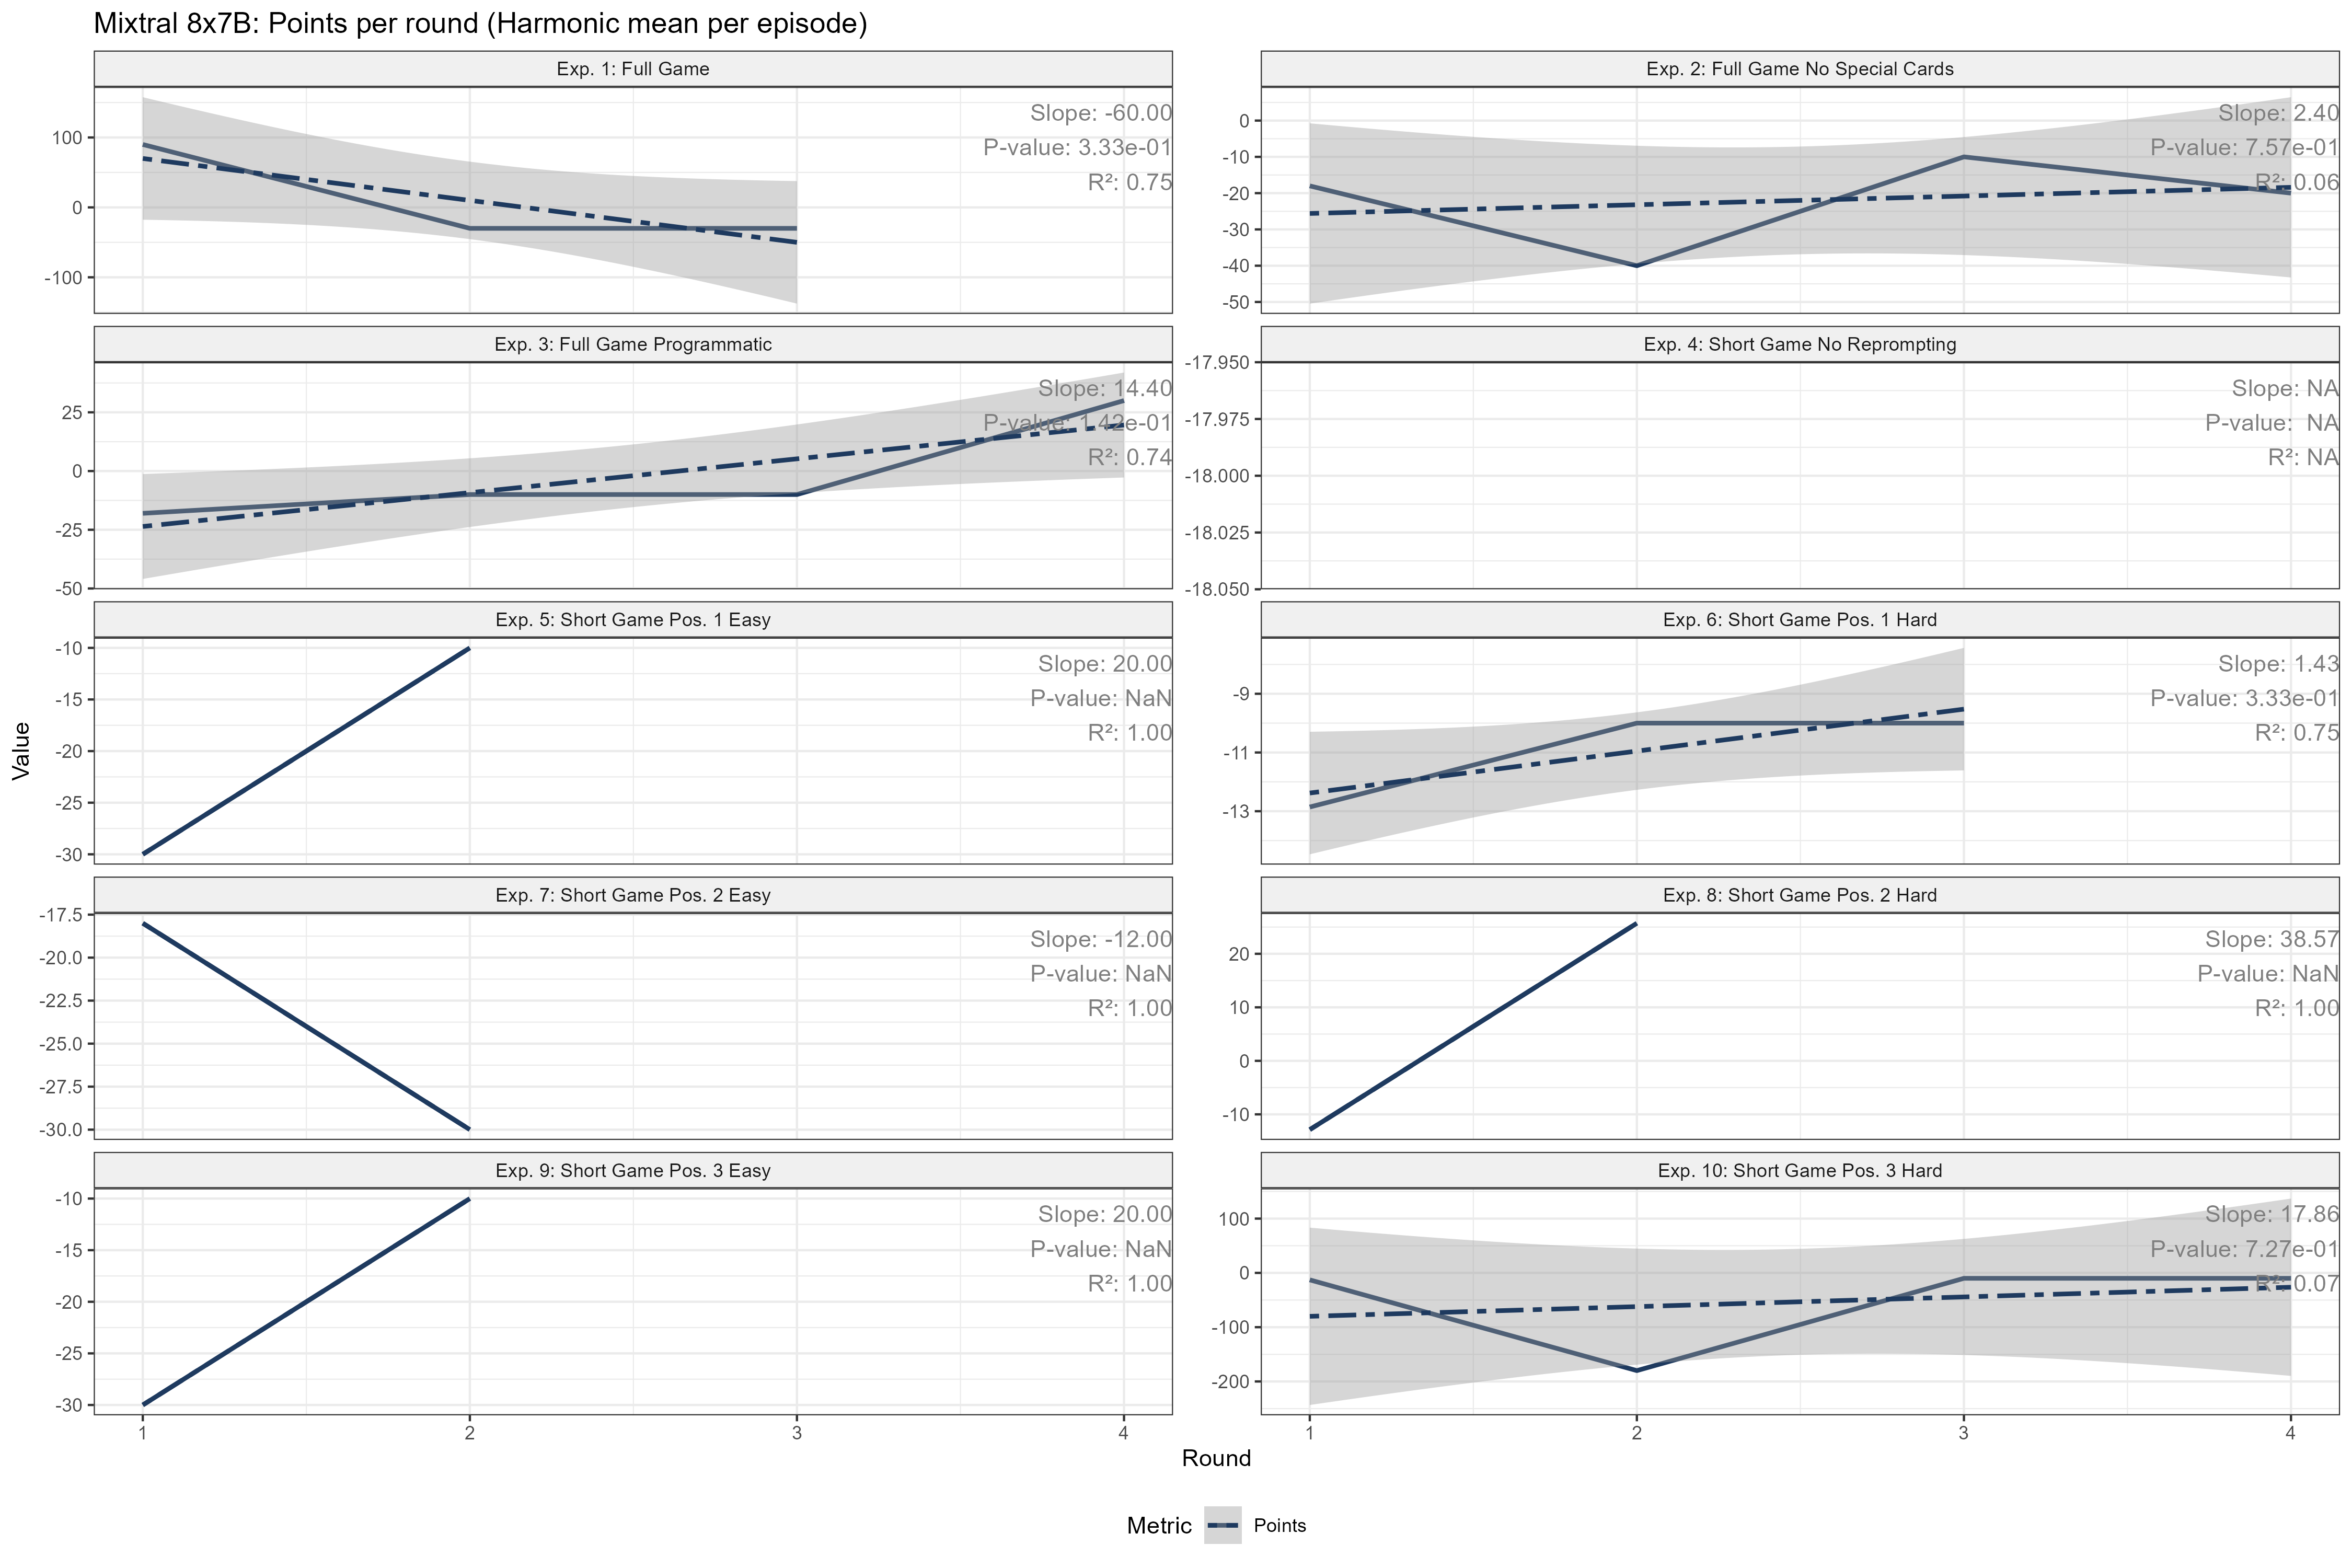 Mixtral 8x7B: Points per round (Harmonic mean per episode)
Exp. 1: Full Game
100
0
-100
Slope: -60.00
P-value: 3.33e-01
R²: 0.75
Exp. 2: Full Game No Special Cards
0
-10
-20
-30
-40
-50
Slope: 2.40
P-value: 7.57e-01
R²: 0.06
Exp. 3: Full Game Programmatic
25
0
-25
-50
Slope: 14.40
P-value: 1.42e-01
R²: 0.74
Exp. 4: Short Game No Reprompting
-17.950
-17.975
-18.000
-18.025
-18.050
Slope: NA
P-value: NA
R²: NA
Exp. 5: Short Game Pos. 1 Easy
-10
-15
-20
-25
-30
Slope: 20.00
P-value: NaN
R²: 1.00
Exp. 6: Short Game Pos. 1 Hard
-9
-11
-13
Slope: 1.43
P-value: 3.33e-01
R²: 0.75
Exp. 7: Short Game Pos. 2 Easy
-17.5
-20.0
-22.5
-25.0
-27.5
-30.0
Slope: -12.00
P-value: NaN
R²: 1.00
Exp. 8: Short Game Pos. 2 Hard
20
10
0
-10
Slope: 38.57
P-value: NaN
R²: 1.00
Exp. 9: Short Game Pos. 3 Easy
-10
-15
-20
-25
-30
Slope: 20.00
P-value: NaN
R²: 1.00
1 2 3 4
Exp. 10: Short Game Pos. 3 Hard
100
0
-100
-200
Slope: 17.86
P-value: 7.27e-01
R²: 0.07
1 2 3 4
Value
Round
Metric Points